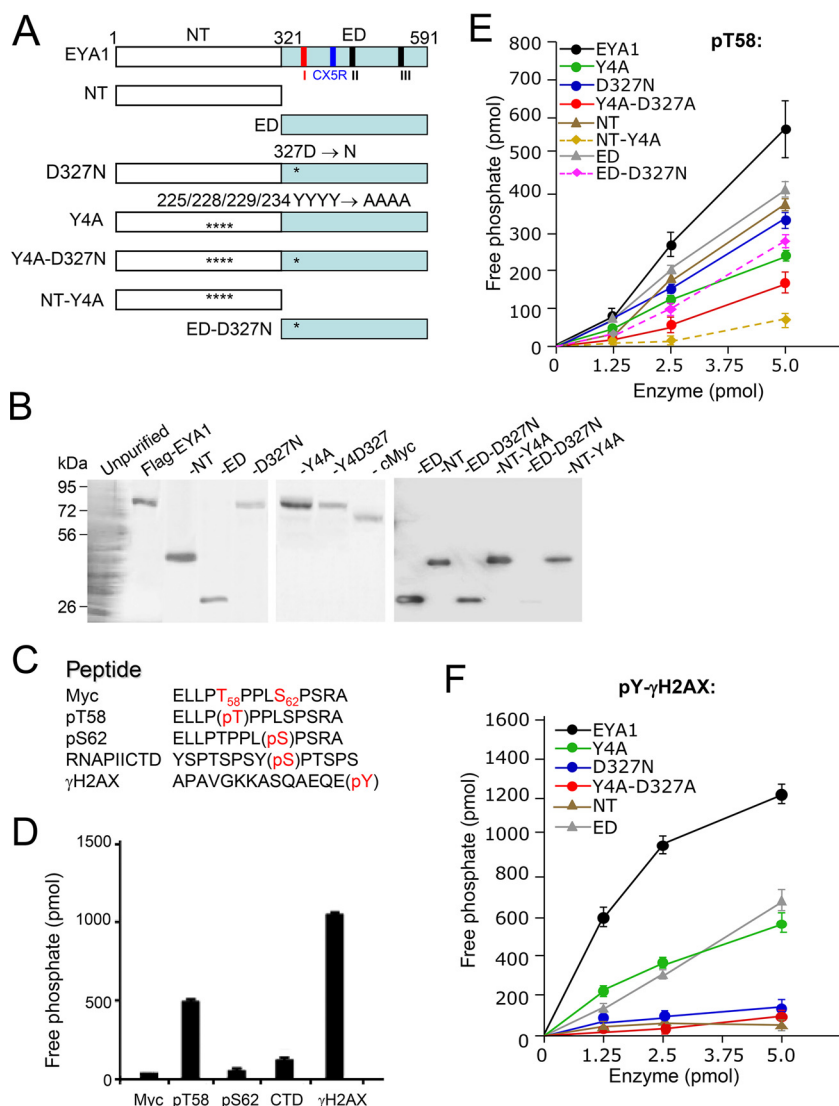 A
1 NT 321 ED 591
EYA1
I CX5R II III
NT
ED
327D → N
D327N
*
225/228/229/234 YYYY → AAAA
Y4A
****
Y4A-D327N
**** *
NT-Y4A
****
ED-D327N
*
B
kDa
Unpurified
Flag-EYA1
-NT
-ED
-D327N
-Y4A
-Y4D327
- cMyc
-ED
-NT
-ED-D327N
-NT-Y4A
-ED-D327N
-NT-Y4A
95
72
56
26
C
Peptide
Myc ELLPT58PPLS62PSRA
pT58 ELLP(pT)PPLSPSRA
pS62 ELLPTPPL(pS)PSRA
RNAPIICTD YSPTSPSY(pS)PTSPS
γH2AX APAVGKKASQAEQE(pY)
D
Free phosphate (pmol)
1500
1000
500
0
Myc pT58 pS62 CTD γH2AX
E
pT58:
Free phosphate (pmol)
800
700
600
500
400
300
200
100
0
EYA1
Y4A
D327N
Y4A-D327A
NT
NT-Y4A
ED
ED-D327N
0 1.25 2.5 3.75 5.0
Enzyme (pmol)
F
pY-γH2AX:
Free phosphate (pmol)
1600
1400
1200
1000
800
600
400
200
0
EYA1
Y4A
D327N
Y4A-D327A
NT
ED
0 1.25 2.5 3.75 5.0
Enzyme (pmol)